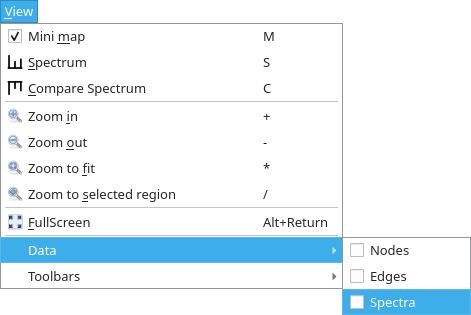 View
Mini map M
Spectrum S
Compare Spectrum C
Zoom in +
Zoom out -
Zoom to fit *
Zoom to selected region /
FullScreen Alt+Return
Data
Nodes
Toolbars
Edges
Spectra